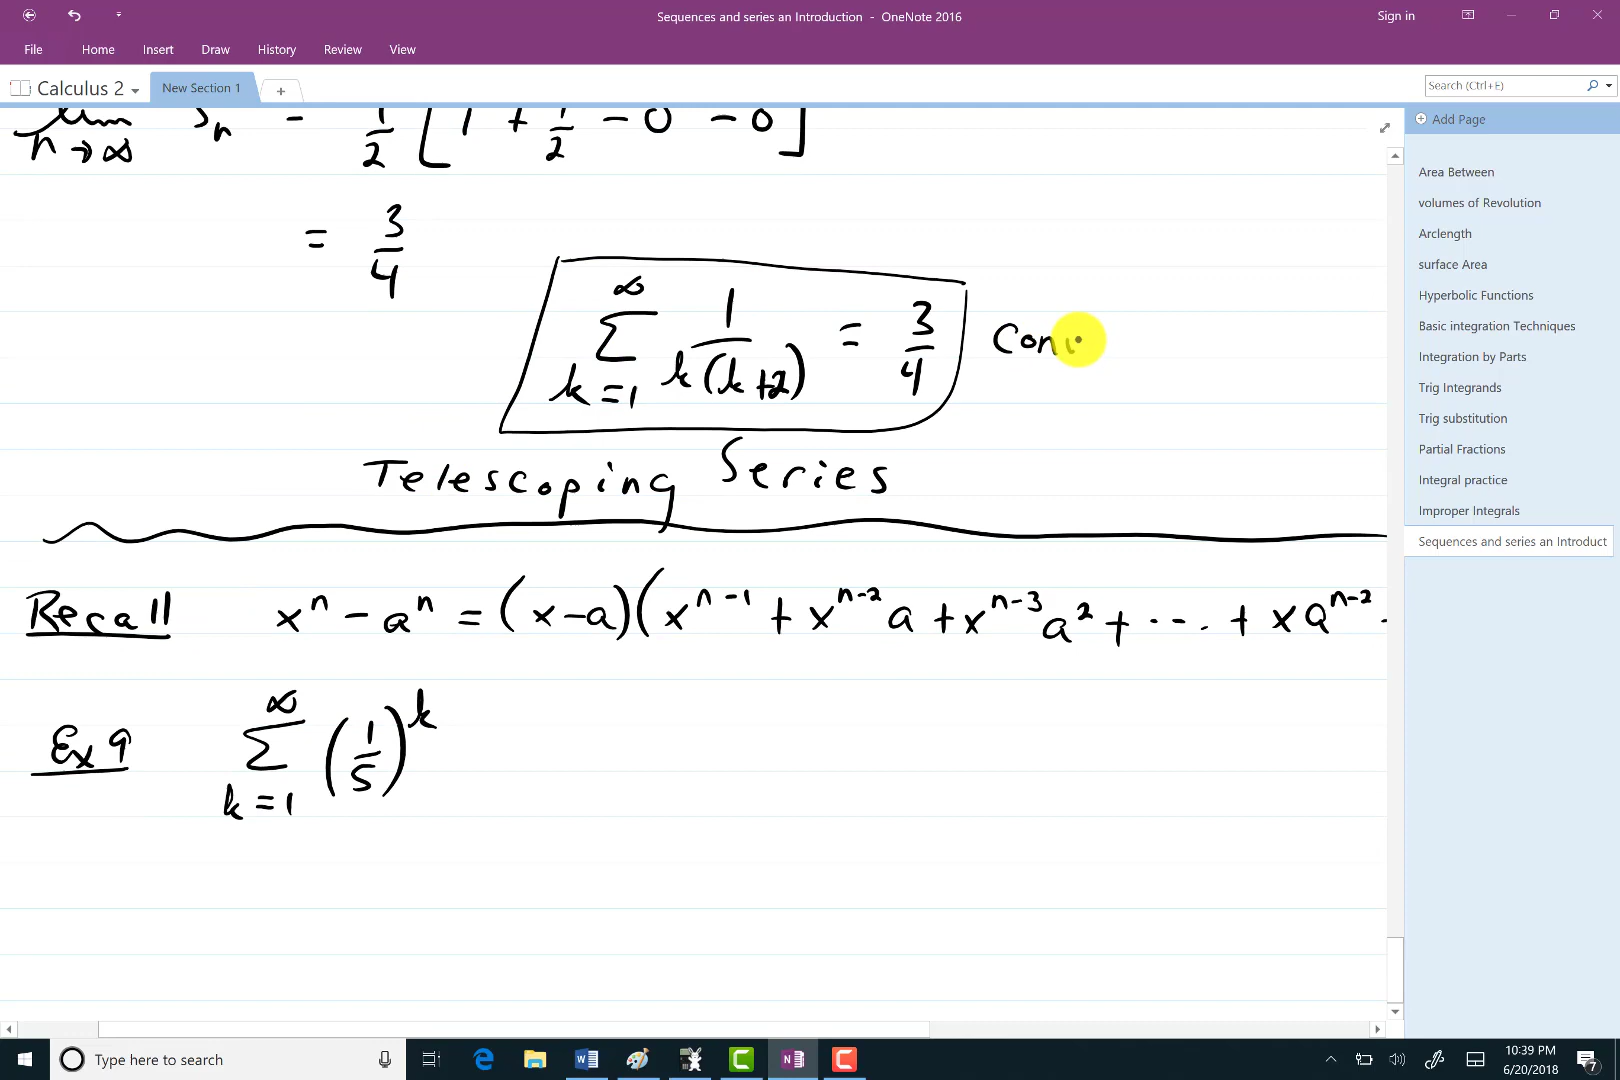 Sequences and series an Introduction - OneNote 2016
Sign in
File Home Insert Draw History Review View
Calculus 2 New Section 1 +
Search (Ctrl+E)
lim n→∞ Sn = 1/2 [1 + 1/2 - 0 - 0]
= 3/4
∞ Σ k=1 1/k(k+2) = 3/4 Conv
Telescoping Series
Recall x^n - a^n = (x-a)(x^n-1 + x^n-2 a + x^n-3 a^2 + ... + x a^n-2
Ex 9 ∞ Σ k=1 (1/5)^k
Add Page
Area Between
volumes of Revolution
Arclength
surface Area
Hyperbolic Functions
Basic integration Techniques
Integration by Parts
Trig Integrands
Trig substitution
Partial Fractions
Integral practice
Improper Integrals
Sequences and series an Introduct
Type here to search
10:39 PM
6/20/2018
7